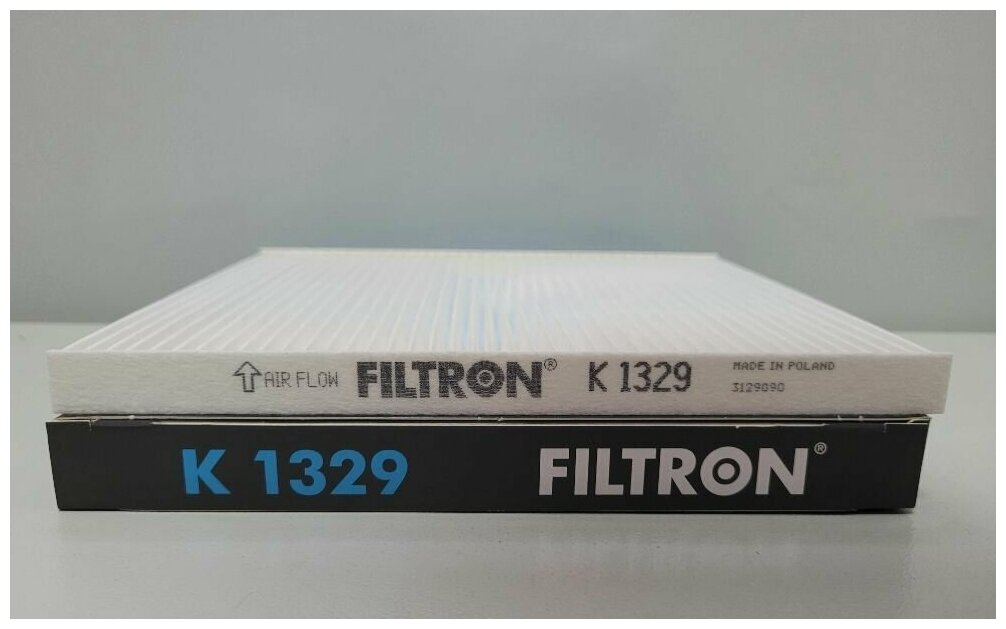 AIR FLOW FILTRON® K 1329 MADE IN POLAND
3129090
K 1329 FILTRON®